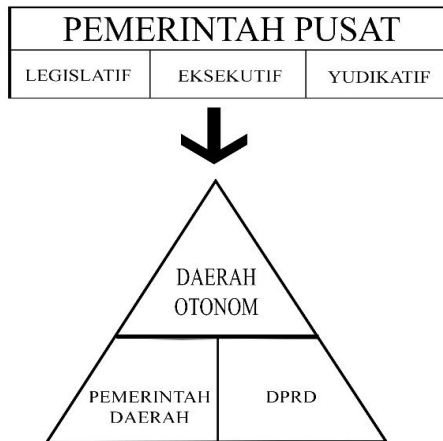 PEMERINTAH PUSAT
LEGISLATIF
EKSEKUTIF
YUDIKATIF
DAERAH
OTONOM
PEMERINTAH
DAERAH
DPRD